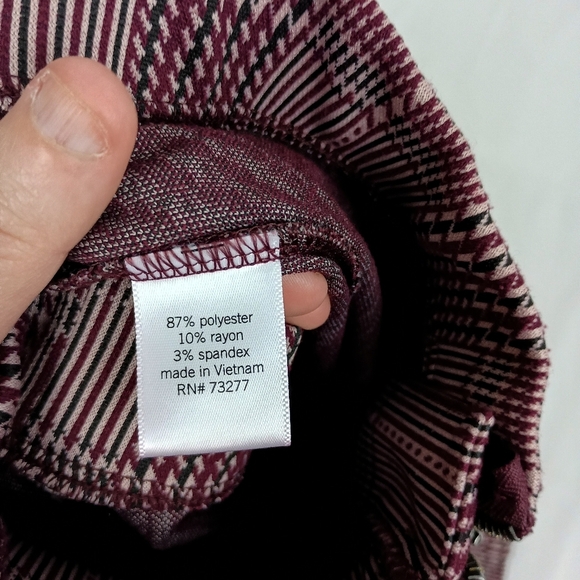 87% polyester
10% rayon
3% spandex
made in Vietnam
RN# 73277